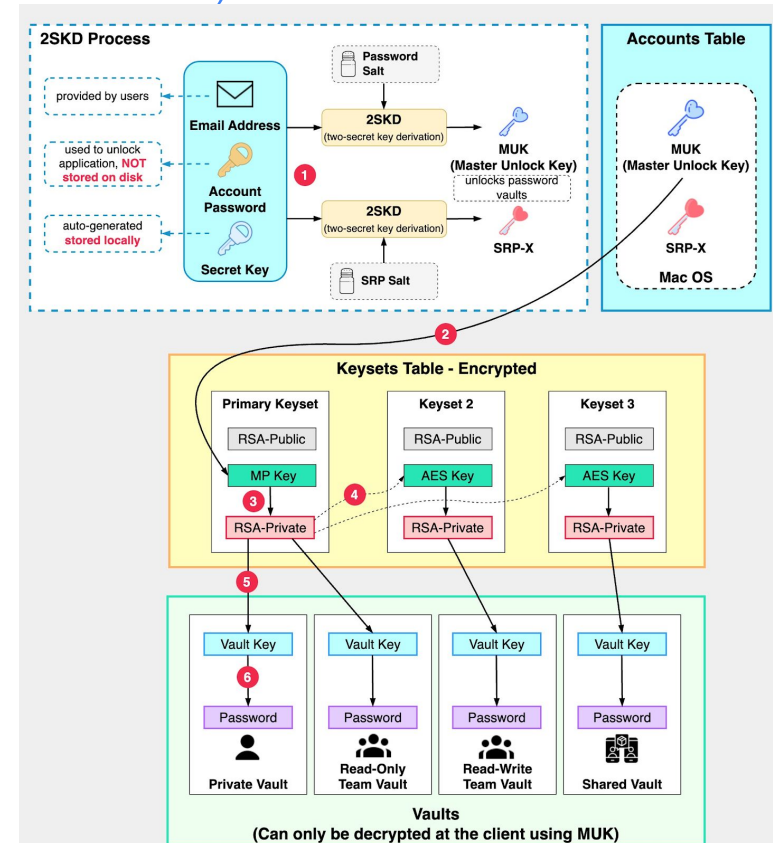 2SKD Process
provided by users
used to unlock
application, NOT
stored on disk
auto-generated
stored locally
Email Address
Account
Password
Secret Key
1
Password
Salt
2SKD
(two-secret key derivation)
2SKD
(two-secret key derivation)
SRP Salt
MUK
(Master Unlock Key)
unlocks password
vaults
SRP-X
Accounts Table
MUK
(Master Unlock Key)
SRP-X
Mac OS
2
Keysets Table - Encrypted
Primary Keyset
RSA-Public
MP Key
3
RSA-Private
4
Keyset 2
RSA-Public
AES Key
RSA-Private
Keyset 3
RSA-Public
AES Key
RSA-Private
5
Vault Key
6
Password
Private Vault
Vault Key
Password
Read-Only
Team Vault
Vault Key
Password
Read-Write
Team Vault
Vault Key
Password
Shared Vault
Vaults
(Can only be decrypted at the client using MUK)